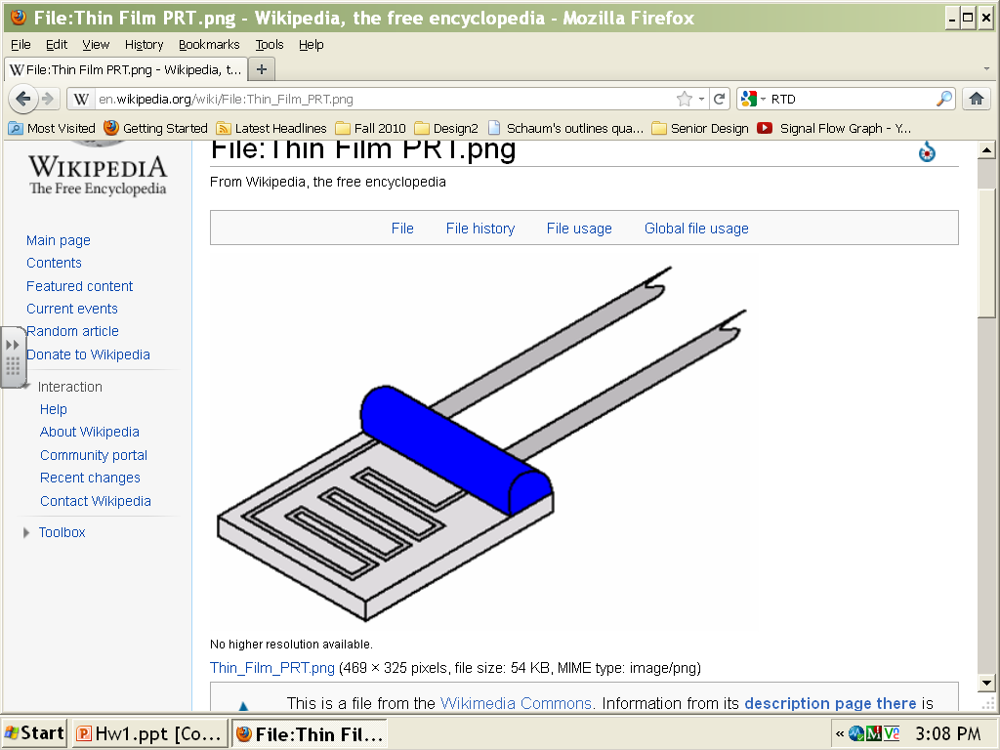 File:Thin Film PRT.png - Wikipedia, the free encyclopedia - Mozilla Firefox
File Edit View History Bookmarks Tools Help
File:Thin Film PRT.png - Wikipedia, t...
en.wikipedia.org/wiki/File:Thin_Film_PRT.png
RTD
Most Visited Getting Started Latest Headlines Fall 2010 Design2 Schaum's outlines qua... Senior Design Signal Flow Graph - Y...
WIKIPEDIA
The Free Encyclopedia
Main page
Contents
Featured content
Current events
Random article
Donate to Wikipedia
Interaction
Help
About Wikipedia
Community portal
Recent changes
Contact Wikipedia
Toolbox
File:Thin Film PRT.png
From Wikipedia, the free encyclopedia
File File history File usage Global file usage
No higher resolution available.
Thin_Film_PRT.png (469 × 325 pixels, file size: 54 KB, MIME type: image/png)
This is a file from the Wikimedia Commons. Information from its description page there is
Start Hw1.ppt [Co... File:Thin Fil... « 3:08 PM